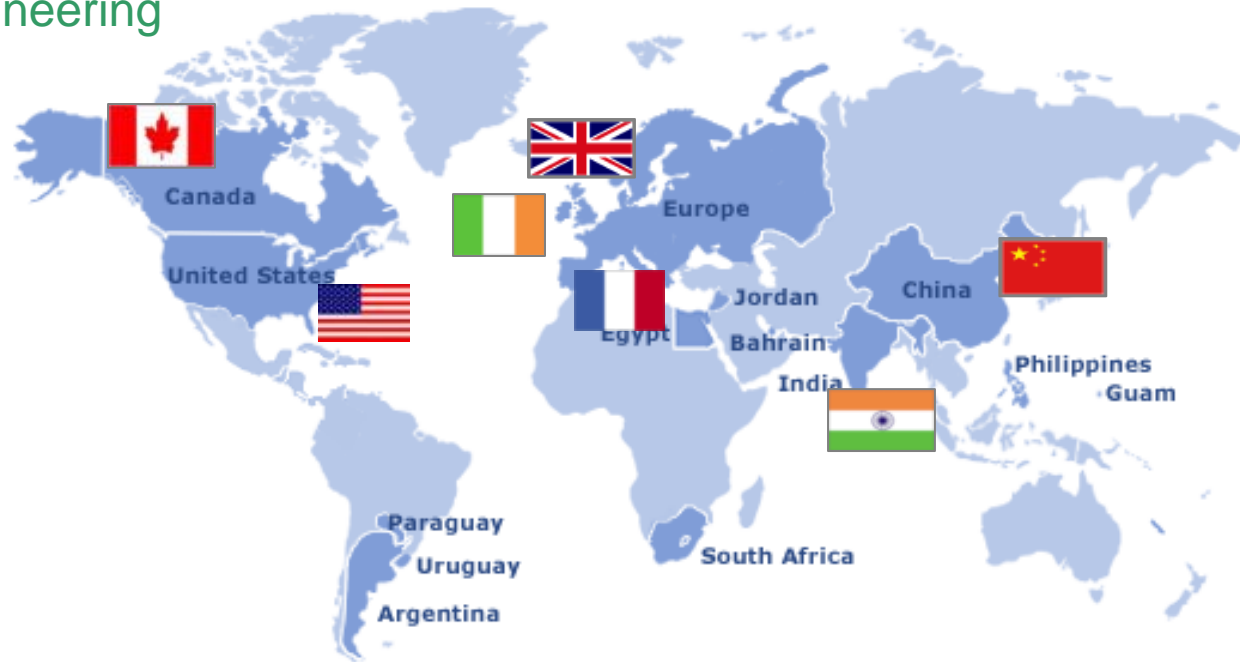 neering
Canada
Europe
United States
China
Jordan
Egypt
Bahrain
Philippines
India
Guam
Paraguay
South Africa
Uruguay
Argentina